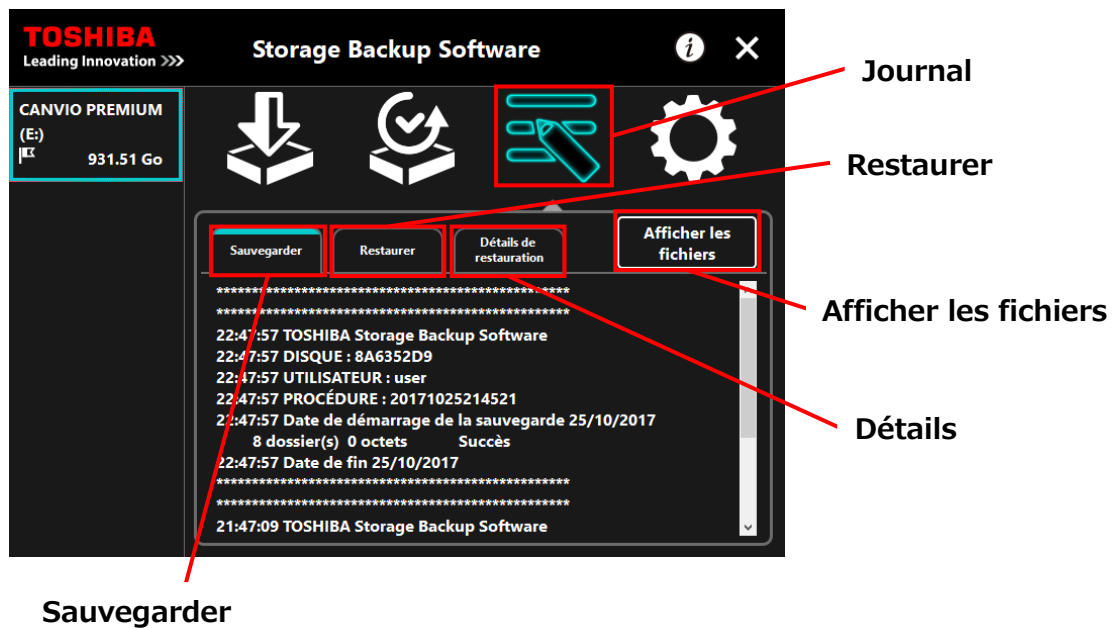 TOSHIBA
Leading Innovation >>>
Storage Backup Software
i
Journal
CANVIO PREMIUM
(E:)
931.51 Go
Restaurer
Sauvegarder
Restaurer
Détails de
restauration
Afficher les
fichiers
**************************************************
**************************************************
22:47:57 TOSHIBA Storage Backup Software
22:47:57 DISQUE : 8A6352D9
22:47:57 UTILISATEUR : user
22:47:57 PROCÉDURE : 20171025214521
22:47:57 Date de démarrage de la sauvegarde 25/10/2017
8 dossier(s) 0 octets Succès
22:47:57 Date de fin 25/10/2017
**************************************************
**************************************************
21:47:09 TOSHIBA Storage Backup Software
Afficher les fichiers
Détails
Sauvegarder